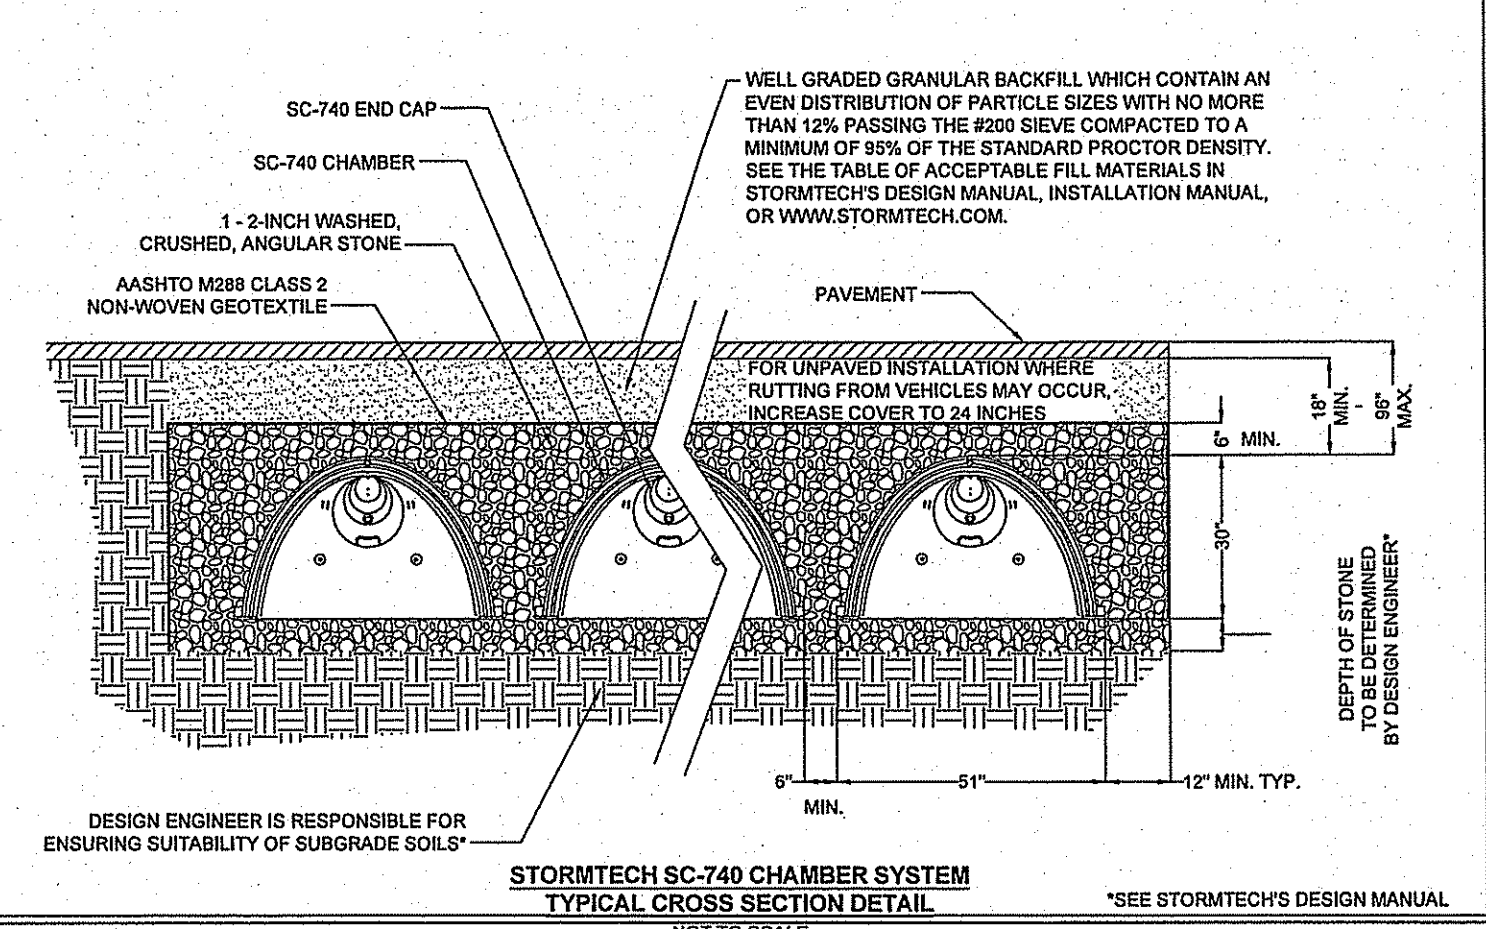 WELL GRADED GRANULAR BACKFILL WHICH CONTAIN AN
EVEN DISTRIBUTION OF PARTICLE SIZES WITH NO MORE
THAN 12% PASSING THE #200 SIEVE COMPACTED TO A
MINIMUM OF 95% OF THE STANDARD PROCTOR DENSITY.
SEE THE TABLE OF ACCEPTABLE FILL MATERIALS IN
STORMTECH'S DESIGN MANUAL, INSTALLATION MANUAL,
OR WWW.STORMTECH.COM.
SC-740 END CAP
SC-740 CHAMBER
1 - 2-INCH WASHED,
CRUSHED, ANGULAR STONE
AASHTO M288 CLASS 2
NON-WOVEN GEOTEXTILE
PAVEMENT
FOR UNPAVED INSTALLATION WHERE
RUTTING FROM VEHICLES MAY OCCUR,
INCREASE COVER TO 24 INCHES
18"
MIN.
96"
MAX.
6" MIN.
30"
DEPTH OF STONE
TO BE DETERMINED
BY DESIGN ENGINEER*
6"
MIN.
51"
12" MIN. TYP.
DESIGN ENGINEER IS RESPONSIBLE FOR
ENSURING SUITABILITY OF SUBGRADE SOILS*
STORMTECH SC-740 CHAMBER SYSTEM
TYPICAL CROSS SECTION DETAIL
*SEE STORMTECH'S DESIGN MANUAL
NOT TO SCALE